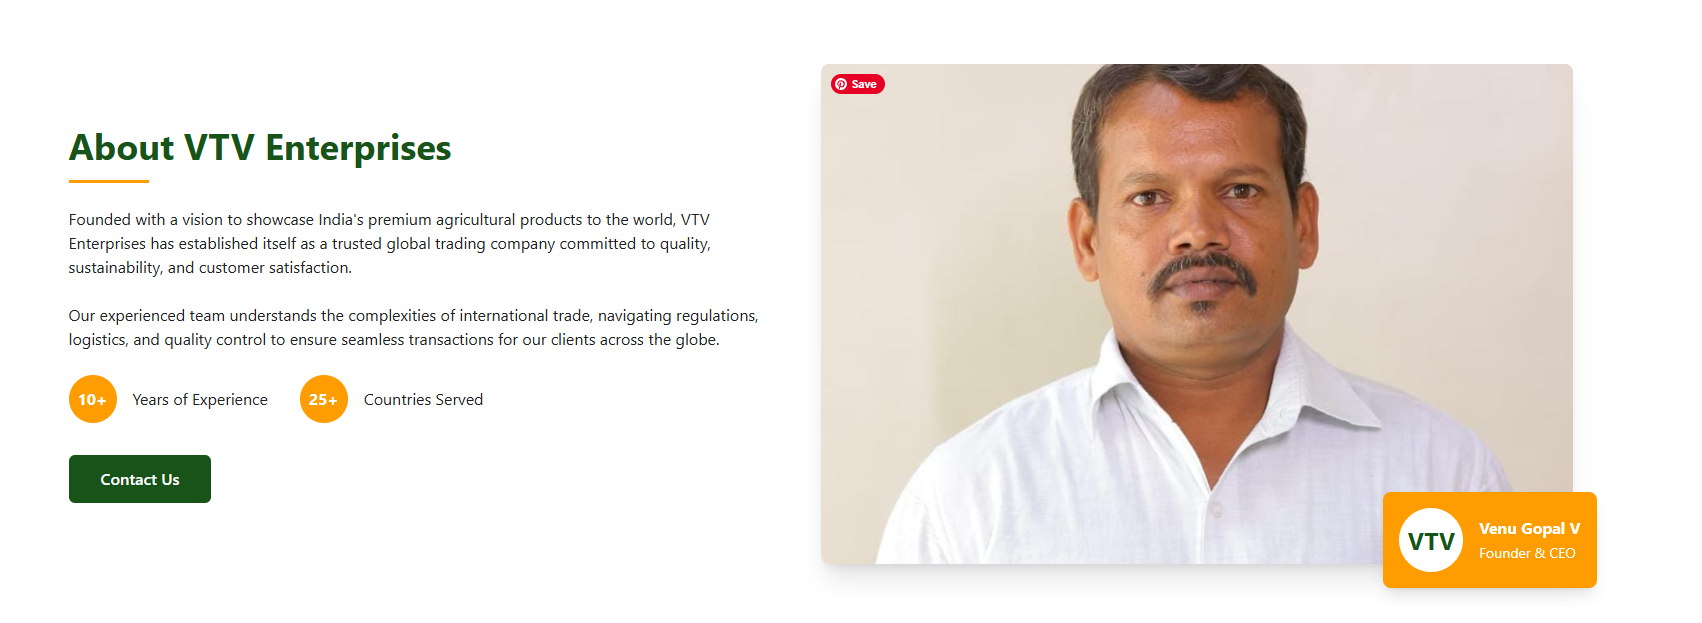 About VTV Enterprises
Founded with a vision to showcase India's premium agricultural products to the world, VTV
Enterprises has established itself as a trusted global trading company committed to quality,
sustainability, and customer satisfaction.
Our experienced team understands the complexities of international trade, navigating regulations,
logistics, and quality control to ensure seamless transactions for our clients across the globe.
10+ Years of Experience
25+ Countries Served
Contact Us
Save
VTV
Venu Gopal V
Founder & CEO